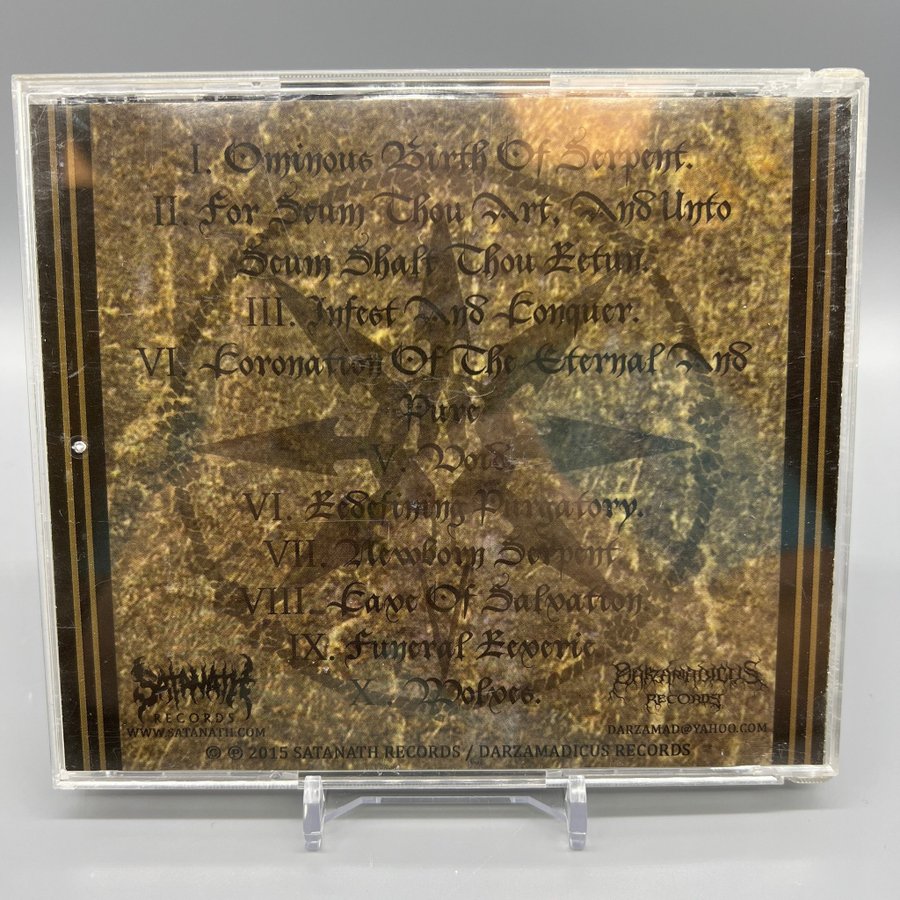 I. Ominous Birth Of Serpent.
II. For Scum Thou Art, And Unto
Scum Shalt Thou Retun.
III. Infest And Conquer.
VI. Coronation Of The Eternal And
Pure
V. Void.
VI. Redefining Purgatory.
VII. Newborn Serpent.
VIII. Cave Of Salvation.
IX. Funeral Reverie.
X. Wolves.
SATANATH
RECORDS
WWW.SATANATH.COM
DARZAMADICUS
RECORDS
DARZAMAD@YAHOO.COM
© ℗ 2015 SATANATH RECORDS / DARZAMADICUS RECORDS